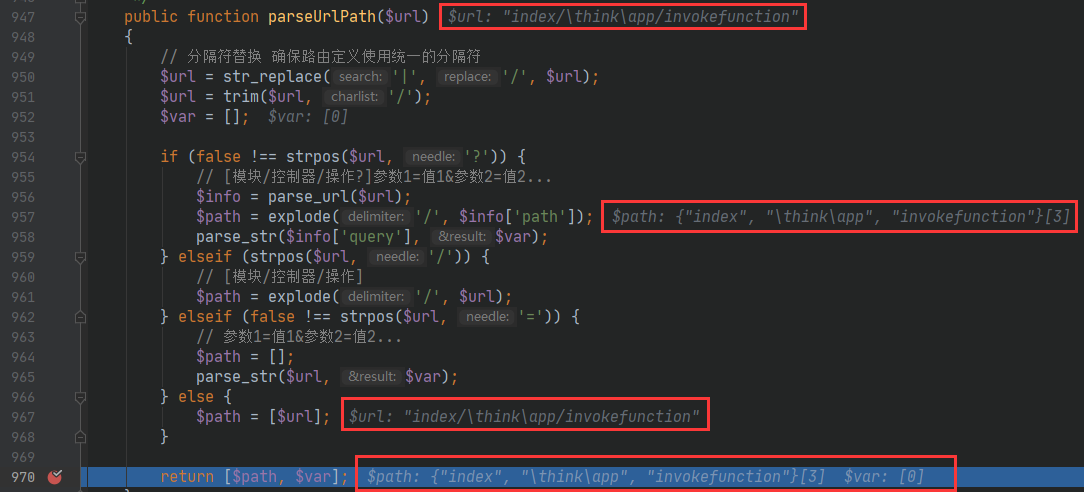 947 public function parseUrlPath($url) $url: "index/\think\app/invokefunction"
948 {
949 // 分隔符替换 确保路由定义使用统一的分隔符
950 $url = str_replace( search: '|', replace: '/', $url);
951 $url = trim($url, charlist: '/');
952 $var = []; $var: [0]
953
954 if (false !== strpos($url, needle: '?')) {
955 // [模块/控制器/操作?]参数1=值1&参数2=值2...
956 $info = parse_url($url);
957 $path = explode( delimiter: '/', $info['path']); $path: {"index", "\think\app", "invokefunction"}[3]
958 parse_str($info['query'], &result: $var);
959 } elseif (strpos($url, needle: '/')) {
960 // [模块/控制器/操作]
961 $path = explode( delimiter: '/', $url);
962 } elseif (false !== strpos($url, needle: '=')) {
963 // 参数1=值1&参数2=值2...
964 $path = [];
965 parse_str($url, &result: $var);
966 } else {
967 $path = [$url]; $url: "index/\think\app/invokefunction"
968 }
969
970 return [$path, $var]; $path: {"index", "\think\app", "invokefunction"}[3] $var: [0]